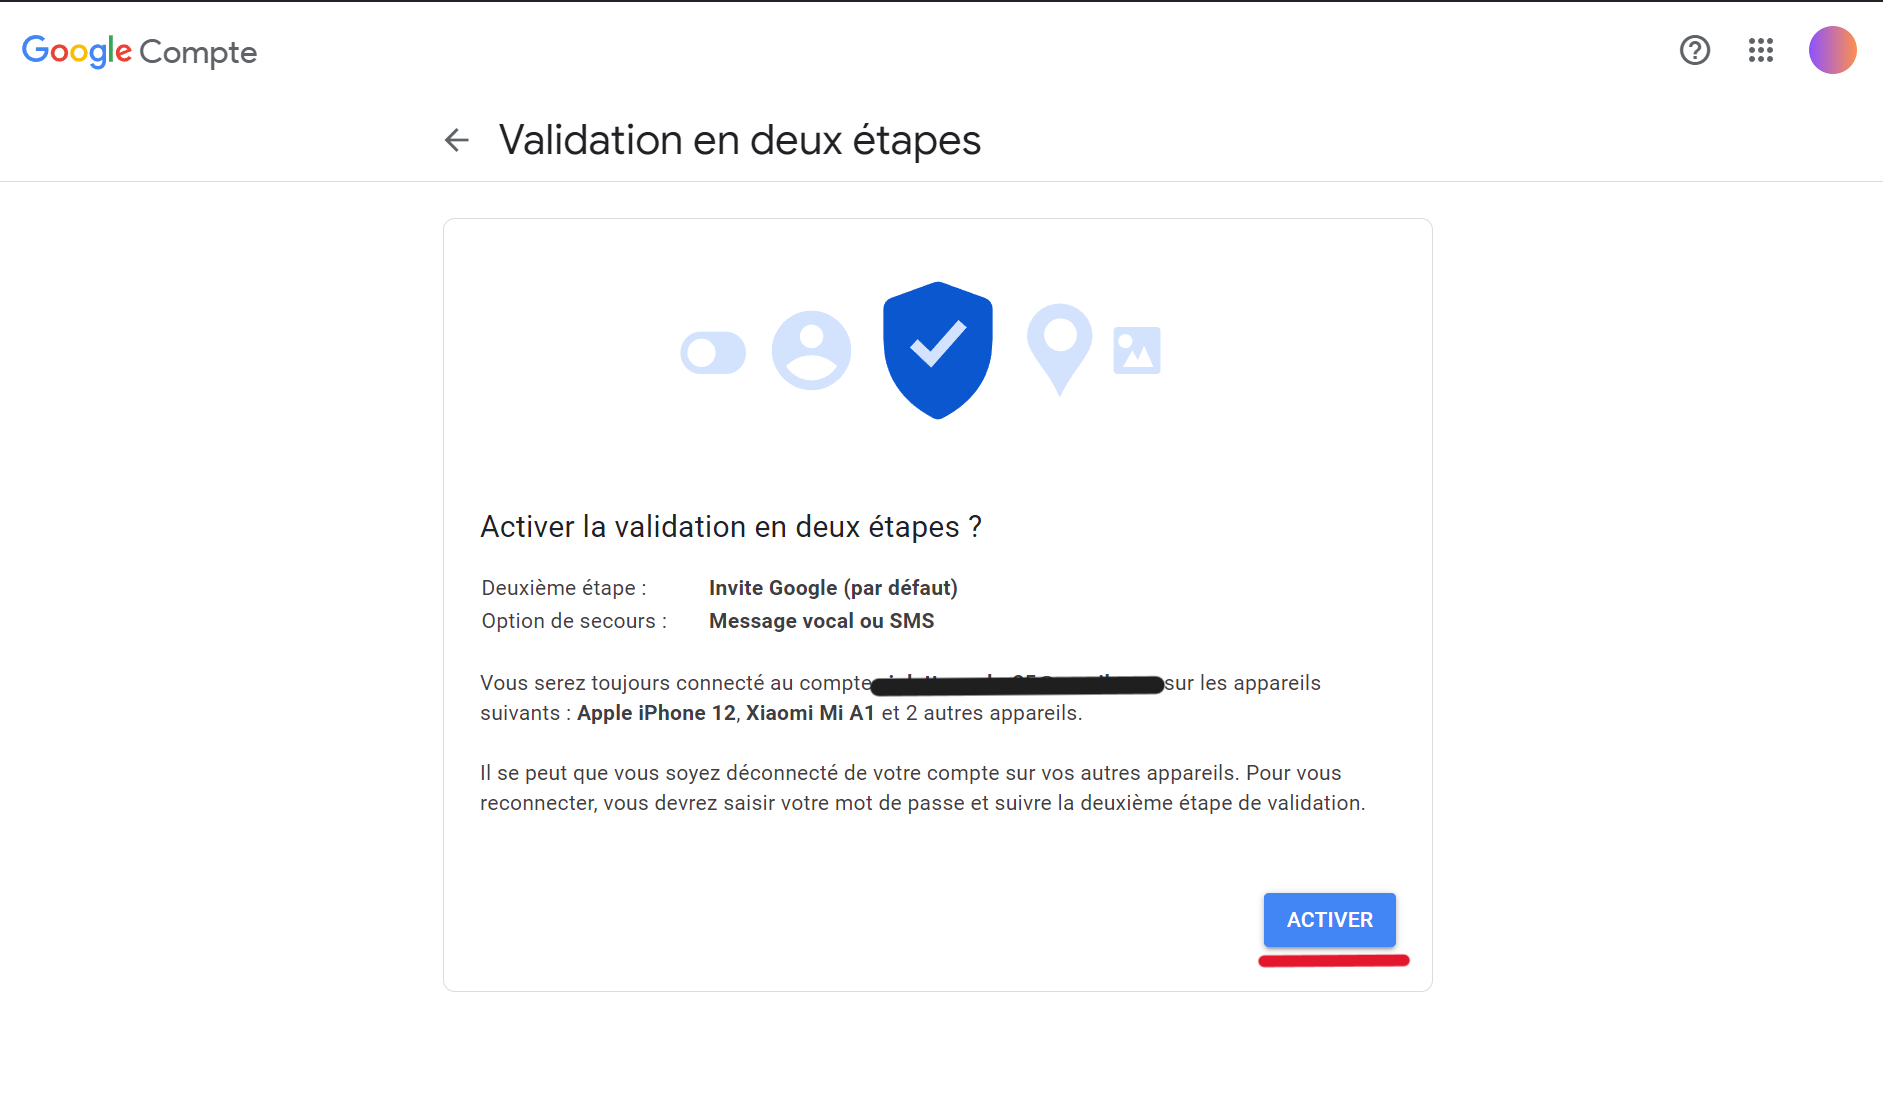 Google Compte
Validation en deux étapes
Activer la validation en deux étapes ?
Deuxième étape : Invite Google (par défaut)
Option de secours : Message vocal ou SMS
Vous serez toujours connecté au compte sur les appareils
suivants : Apple iPhone 12, Xiaomi Mi A1 et 2 autres appareils.
Il se peut que vous soyez déconnecté de votre compte sur vos autres appareils. Pour vous
reconnecter, vous devrez saisir votre mot de passe et suivre la deuxième étape de validation.
ACTIVER